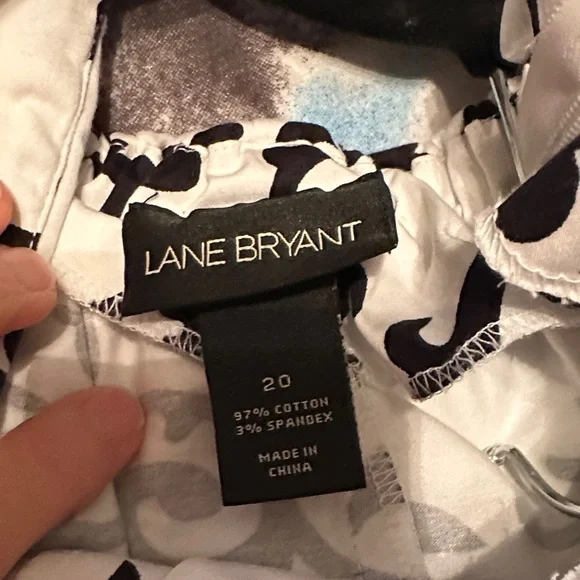 LANE BRYANT
20
97% COTTON
3% SPANDEX
MADE IN
CHINA